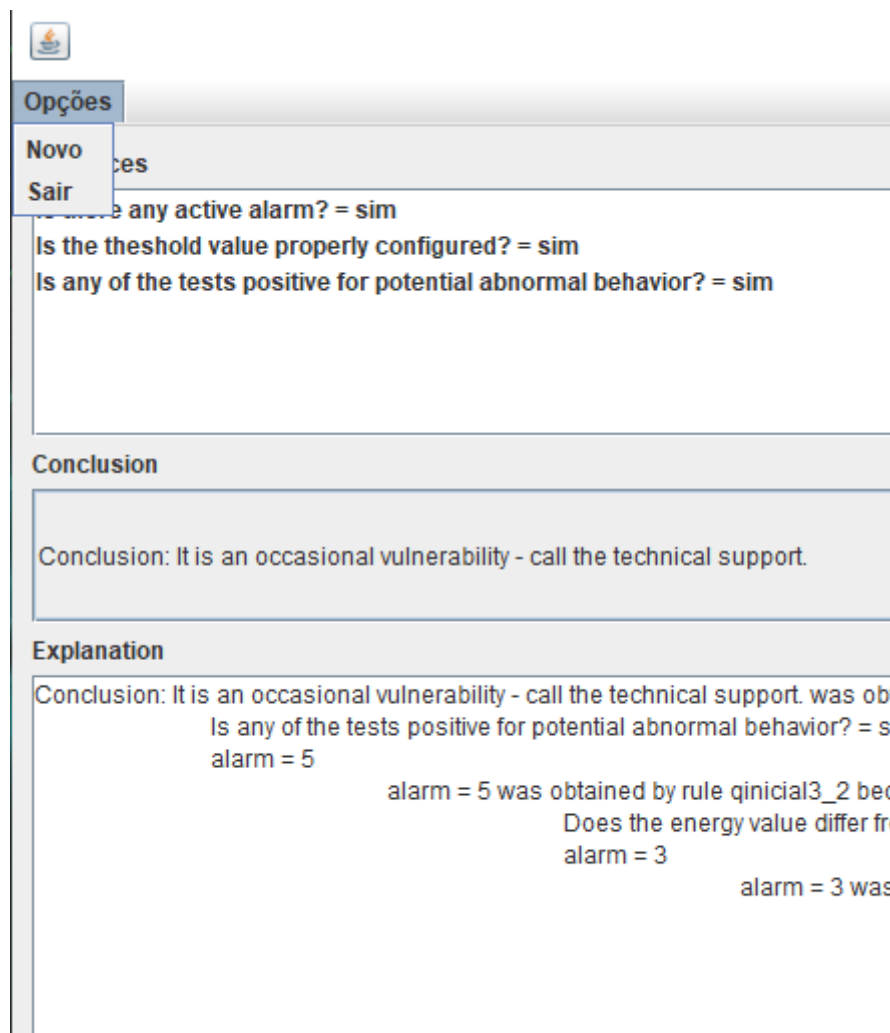 Opções
Novo
Sair
ces
any active alarm? = sim
Is the theshold value properly configured? = sim
Is any of the tests positive for potential abnormal behavior? = sim
Conclusion
Conclusion: It is an occasional vulnerability - call the technical support.
Explanation
Conclusion: It is an occasional vulnerability - call the technical support. was ob
Is any of the tests positive for potential abnormal behavior? = s
alarm = 5
alarm = 5 was obtained by rule qinicial3_2 bec
Does the energy value differ fr
alarm = 3
alarm = 3 was